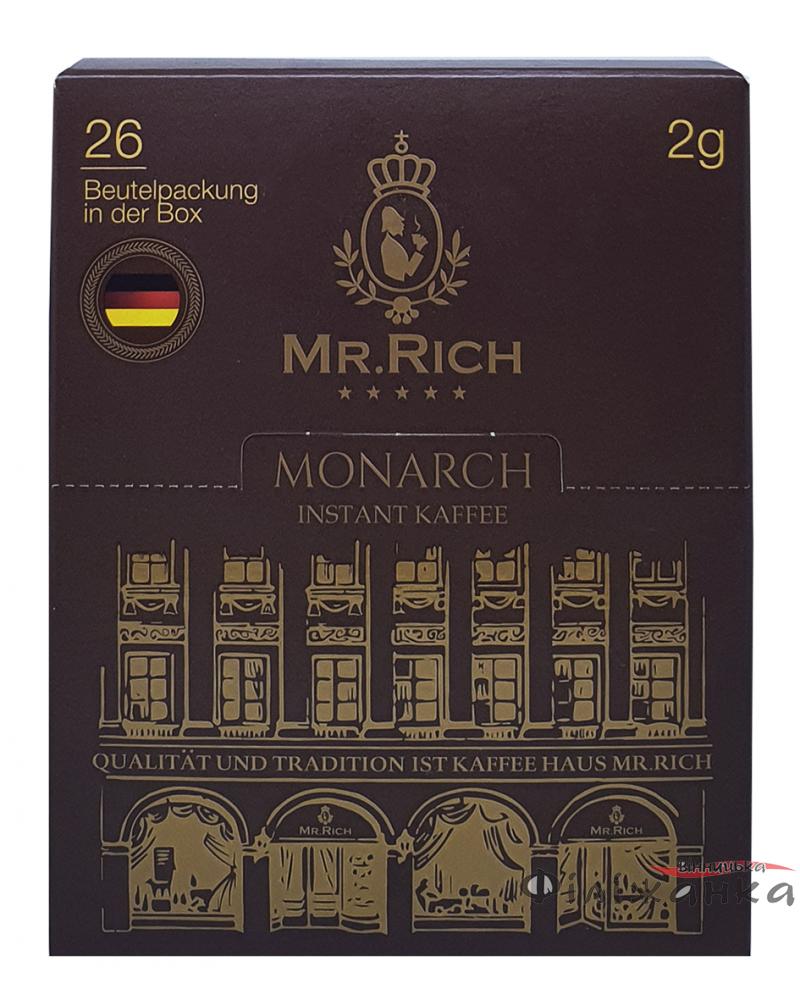 26
Beutelpackung
in der Box
2g
MR.RICH
MONARCH
INSTANT KAFFEE
QUALITÄT UND TRADITION IST KAFFEE HAUS MR.RICH
MR.RICH
MR.RICH
ВІННИЦЬКА
Філіжанка